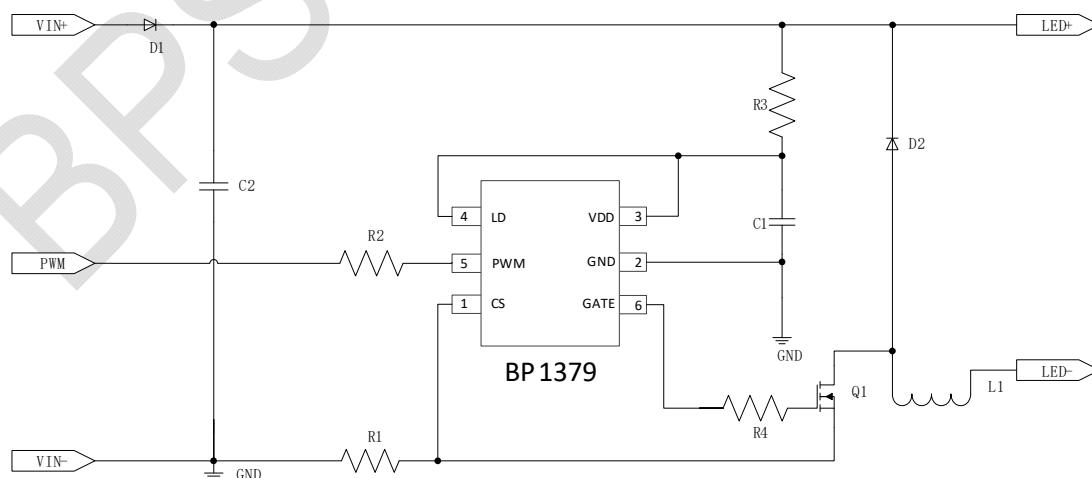 BPS
VIN+
D1
LED+
R3
D2
C2
4
LD
VDD
3
C1
R2
PWM
5
PWM
GND
2
1
CS
GATE
6
GND
BP1379
L1
LED-
Q1
R4
R1
VIN-
GND